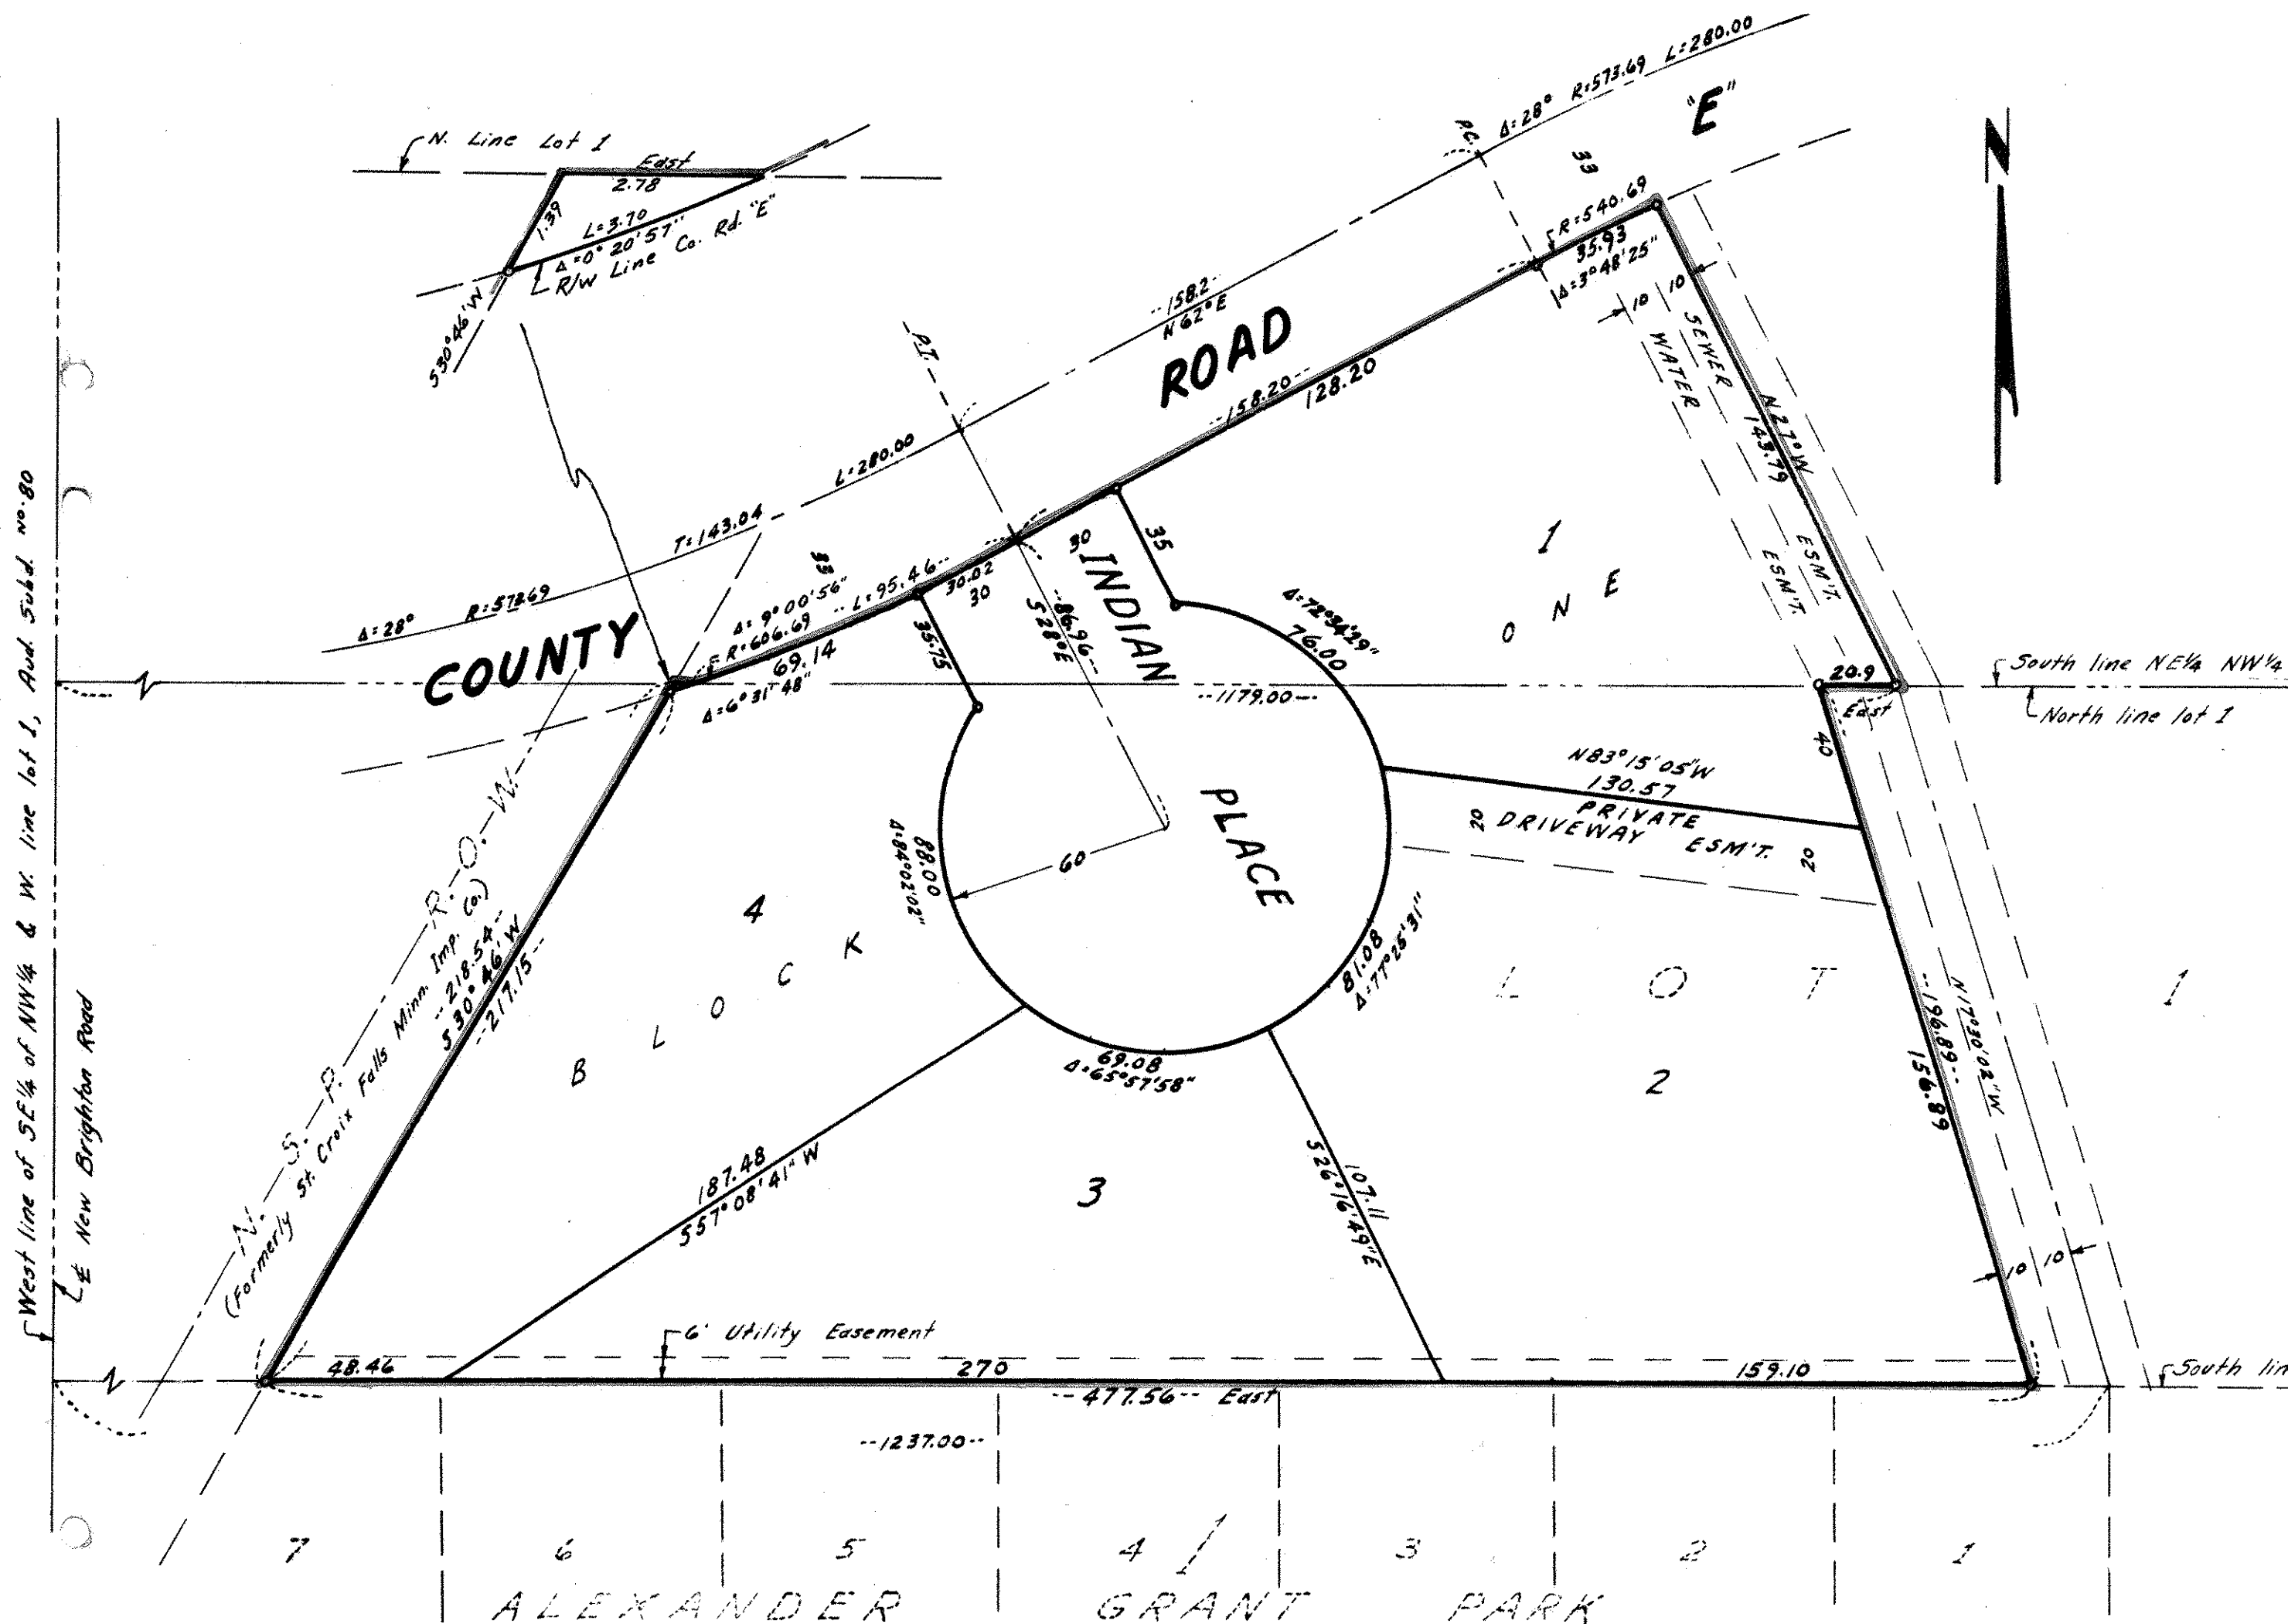 N. Line Lot 1
East
2.78
1.39
L=3.70
Δ=0°20'57"
R/W Line Co. Rd. "E"
S30°46'W
Δ=28° R=573.69 L=280.00
"E"
N
P.C.
33
R=540.69
35.93
Δ=3°48'25"
10
10
SEWER
WATER
ESM'T.
ESM'T.
N27°W
143.79
--158.2--
N62°E
ROAD
P.T.
--158.20--
128.20
L=280.00
T=143.04
R=573.69
Δ=28°
COUNTY
33
Δ=9°00'56" --L=95.46--
R=606.69
69.14
Δ=6°31'48"
30.02
30
30
35
35.75
--86.96--
S28°E
INDIAN
PLACE
1
ONE
Δ=72°34'29"
76.00
--1179.00--
20.9
East
40
South line NE¼ NW¼
North line lot 1
N83°15'05"W
130.57
PRIVATE
DRIVEWAY ESM'T.
20
20
60
88.00
Δ=84°02'02"
81.08
Δ=77°25'31"
69.08
Δ=65°57'58"
4
BLOCK
LOT
1
2
3
N17°30'02"W
--196.89--
156.89
10
10
N. S. P. R. O. W.
(Formerly St. Croix Falls Minn. Imp. Co.)
--218.54--
S30°46'W
--217.15--
187.48
S57°08'41"W
107.11
S26°16'49"E
West line of SE¼ of NW¼ & W. line lot 1, Aud. Subd. No. 80
℄ New Brighton Road
6' Utility Easement
48.46
270
159.10
--477.56-- East
--1237.00--
South lin
7 6 5 4 1 3 2 1
ALEXANDER GRANT PARK